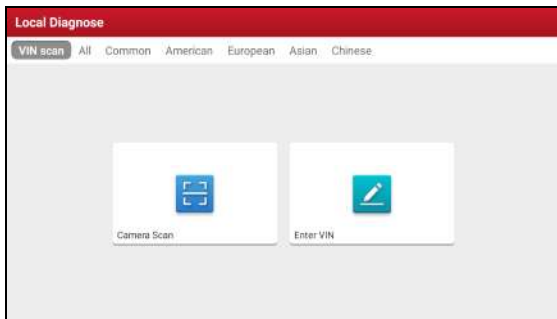 Local Diagnose
VIN scan All Common American European Asian Chinese
Camera Scan Enter VIN